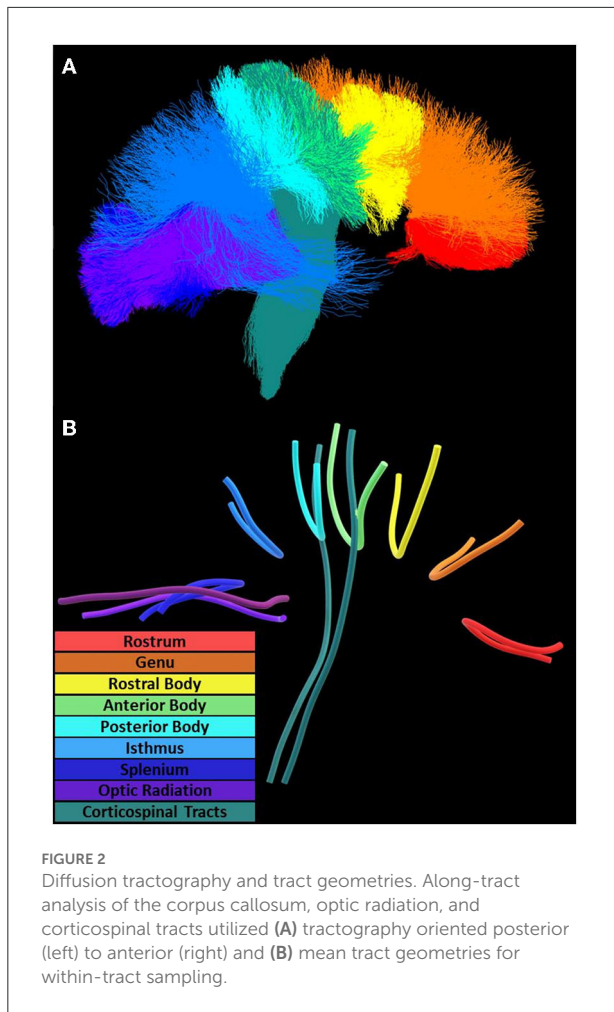 A
B
Rostrum
Genu
Rostral Body
Anterior Body
Posterior Body
Isthmus
Splenium
Optic Radiation
Corticospinal Tracts
FIGURE 2
Diffusion tractography and tract geometries. Along-tract
analysis of the corpus callosum, optic radiation, and
corticospinal tracts utilized (A) tractography oriented posterior
(left) to anterior (right) and (B) mean tract geometries for
within-tract sampling.